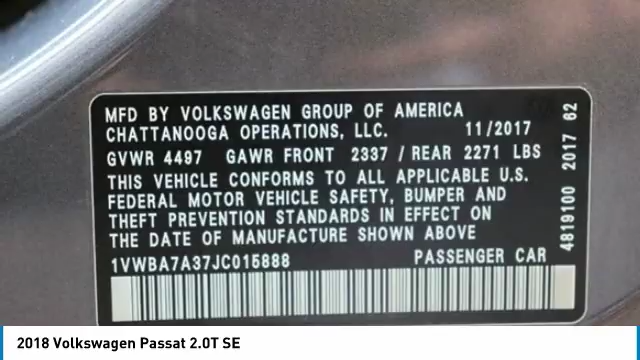 MFD BY VOLKSWAGEN GROUP OF AMERICA
CHATTANOOGA OPERATIONS, LLC. 11/2017
GVWR 4497 GAWR FRONT 2337 / REAR 2271 LBS
THIS VEHICLE CONFORMS TO ALL APPLICABLE U.S.
FEDERAL MOTOR VEHICLE SAFETY, BUMPER AND
THEFT PREVENTION STANDARDS IN EFFECT ON
THE DATE OF MANUFACTURE SHOWN ABOVE
1VWBA7A37JC015888 PASSENGER CAR
4819100 2017 62
2018 Volkswagen Passat 2.0T SE